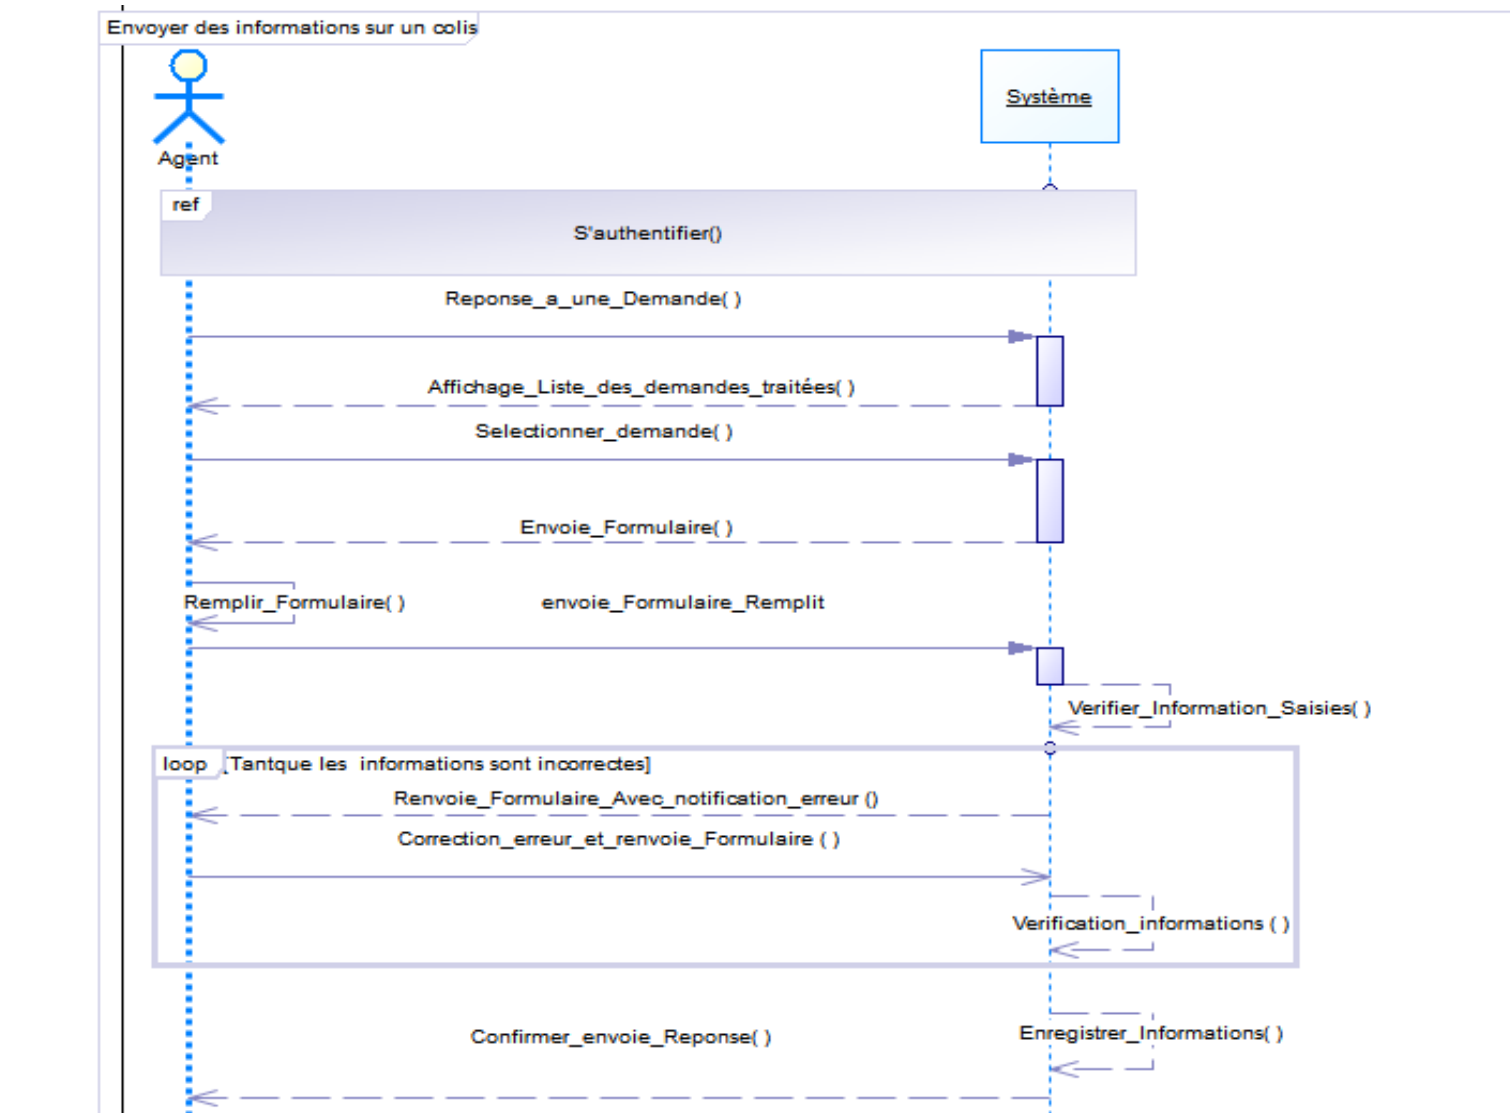 Envoyer des informations sur un colis
Système
Agent
ref
S'authentifier()
Reponse_a_une_Demande( )
Affichage_Liste_des_demandes_traitées( )
Selectionner_demande( )
Envoie_Formulaire( )
Remplir_Formulaire( )
envoie_Formulaire_Remplit
Verifier_Information_Saisies( )
loop [Tantque les informations sont incorrectes]
Renvoie_Formulaire_Avec_notification_erreur ()
Correction_erreur_et_renvoie_Formulaire ( )
Verification_informations ( )
Enregistrer_Informations( )
Confirmer_envoie_Reponse( )